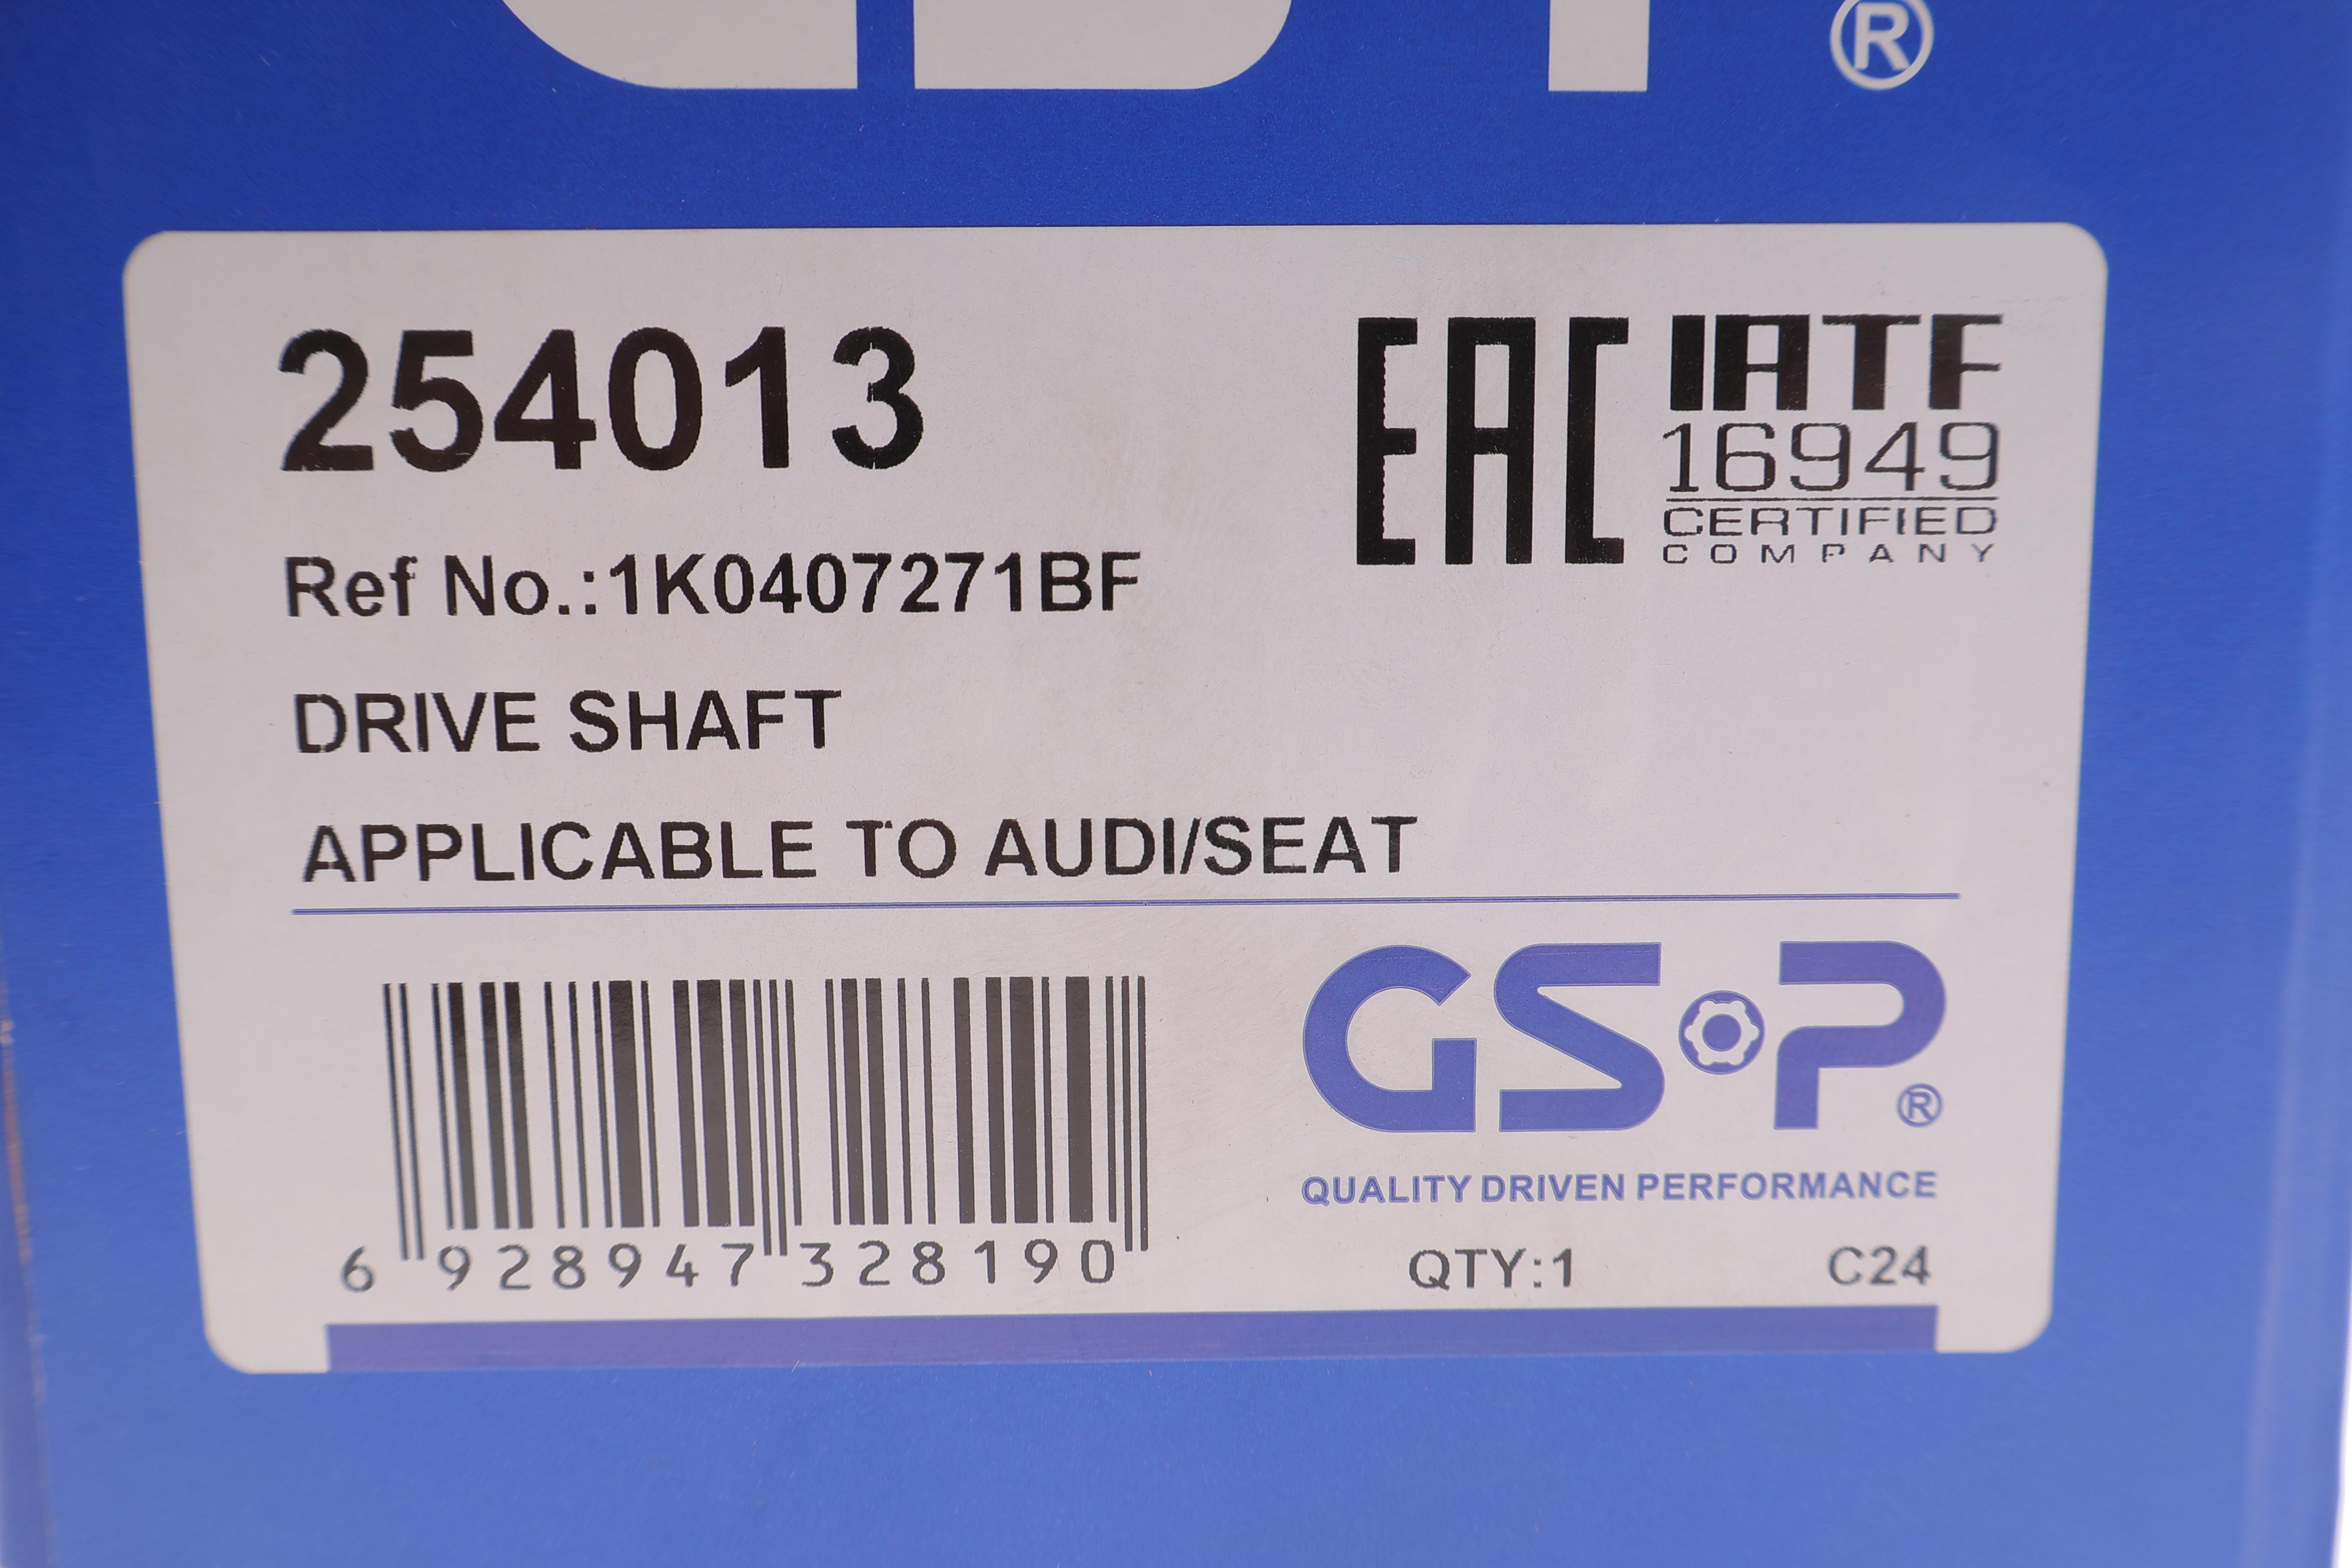 ®
254013
Ref No.:1K0407271BF
DRIVE SHAFT
APPLICABLE TO AUDI/SEAT
EAC
IATF
16949
CERTIFIED
COMPANY
6 928947 328190
GSP®
QUALITY DRIVEN PERFORMANCE
QTY:1 C24